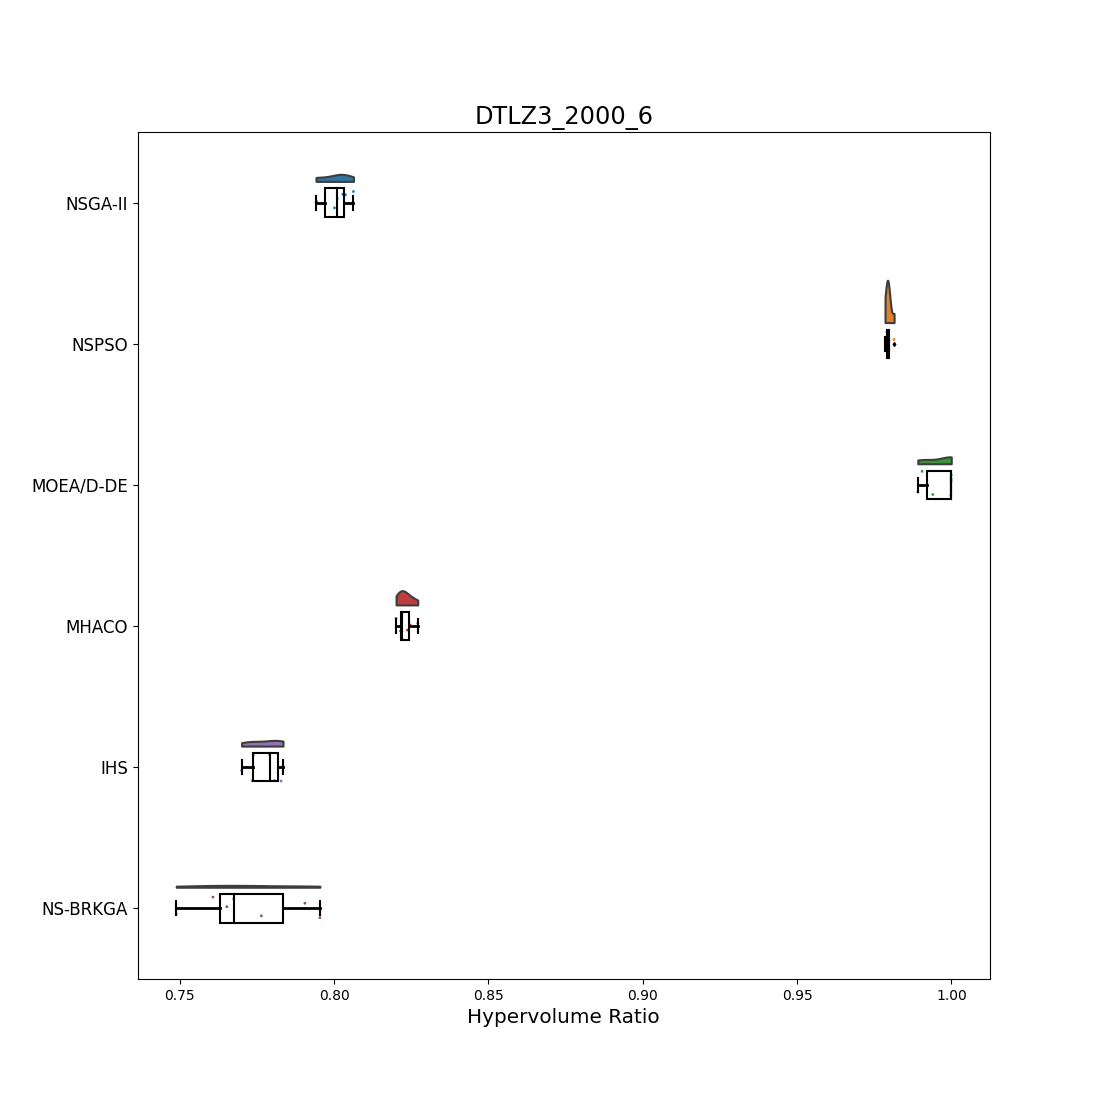 DTLZ3_2000_6
NSGA-II
NSPSO
MOEA/D-DE
MHACO
IHS
NS-BRKGA
0.75 0.80 0.85 0.90 0.95 1.00
Hypervolume Ratio